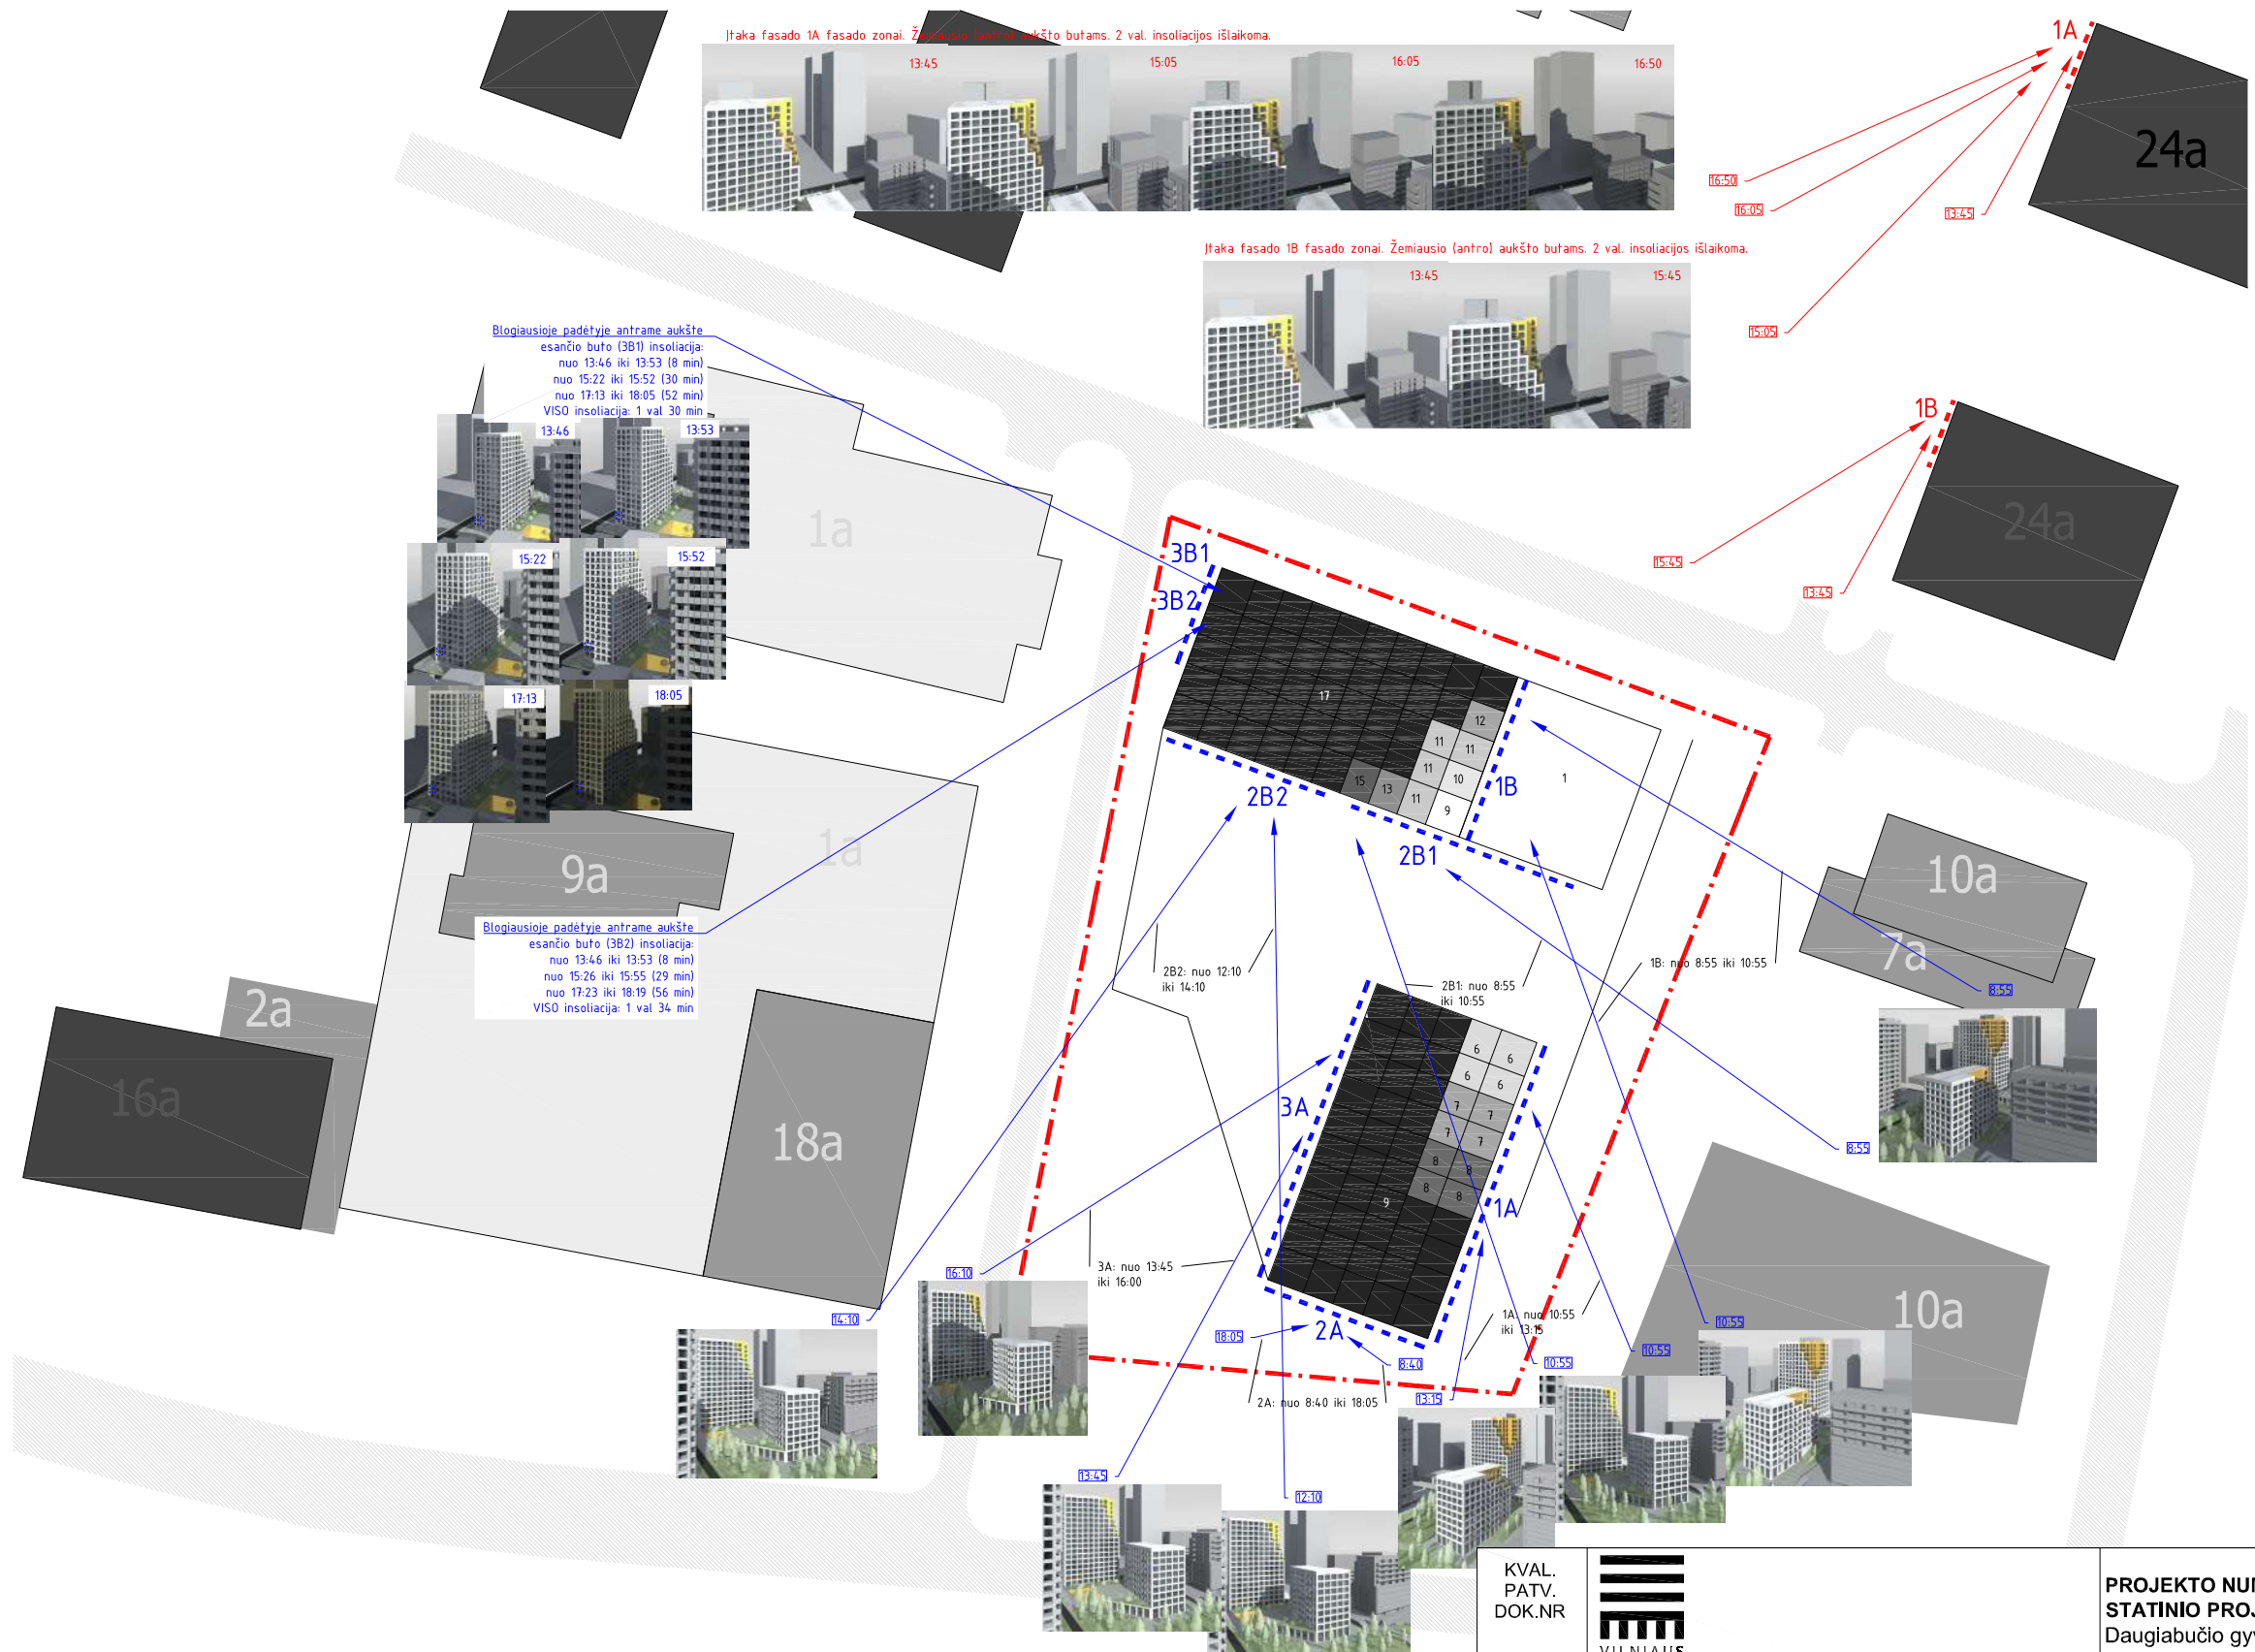 Įtaka fasado 1A fasado zonai. Žemiausio (antro) aukšto butams. 2 val. insoliacijos išlaikoma.
13:45
15:05
16:05
16:50
1A
24a
16:50
16:05
13:45
15:05
Įtaka fasado 1B fasado zonai. Žemiausio (antro) aukšto butams. 2 val. insoliacijos išlaikoma.
13:45
15:45
1B
24a
15:45
13:45
Blogiausioje padėtyje antrame aukšte
esančio buto (3B1) insoliacija:
nuo 13:46 iki 13:53 (8 min)
nuo 15:22 iki 15:52 (30 min)
nuo 17:13 iki 18:05 (52 min)
VISO insoliacija: 1 val 30 min
13:46
13:53
15:22
15:52
17:13
18:05
1a
3B1
3B2
17
12
11
11
11
10
15
13
11
9
1
1B
2B2
2B1
1a
9a
Blogiausioje padėtyje antrame aukšte
esančio buto (3B2) insoliacija:
nuo 13:46 iki 13:53 (8 min)
nuo 15:26 iki 15:55 (29 min)
nuo 17:23 iki 18:19 (56 min)
VISO insoliacija: 1 val 34 min
10a
7a
2a
16a
18a
2B2: nuo 12:10
iki 14:10
2B1: nuo 8:55
iki 10:55
1B: nuo 8:55 iki 10:55
8:55
8:55
6
6
6
6
7
7
7
7
8
8
8
8
9
3A
1A
2A
3A: nuo 13:45
iki 16:00
1A: nuo 10:55
iki 13:15
2A: nuo 8:40 iki 18:05
10a
16:10
14:10
18:05
8:40
10:55
10:55
10:55
13:15
13:45
12:10
KVAL.
PATV.
DOK.NR
VILNIAUS
PROJEKTO
STATINIO
Daugiabučio